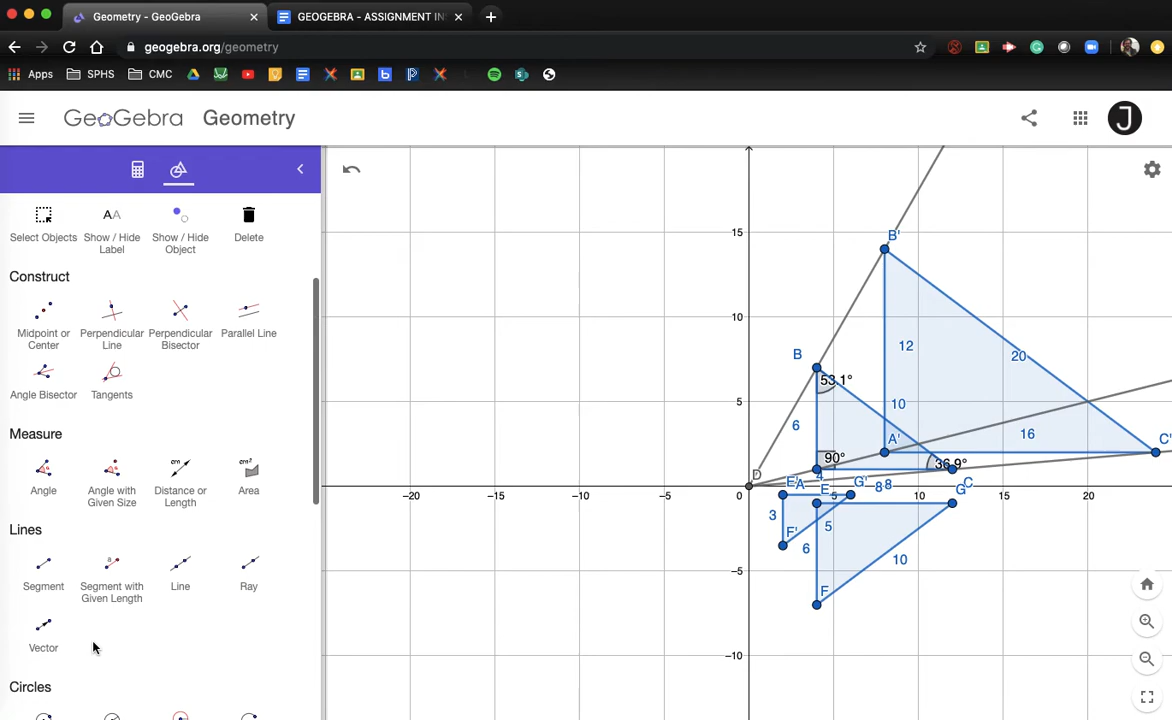 Geometry - GeoGebra
GEOGEBRA - ASSIGNMENT IN
geogebra.org/geometry
Apps SPHS CMC
GeoGebra Geometry
J
Select Objects Show / Hide Label Show / Hide Object Delete
Construct
Midpoint or Center Perpendicular Line Perpendicular Bisector Parallel Line
Angle Bisector Tangents
Measure
cm cm²
Angle Angle with Given Size Distance or Length Area
Lines
a
Segment Segment with Given Length Line Ray
Vector
Circles
15
B'
10
12
20
B
53.1°
5
10
6
A'
16
C'
90°
36.9°
4
D
E' A E G' 8 8 G C
-20 -15 -10 -5 0 5 10 20
3
F' 5
6
10
-5
F
-10